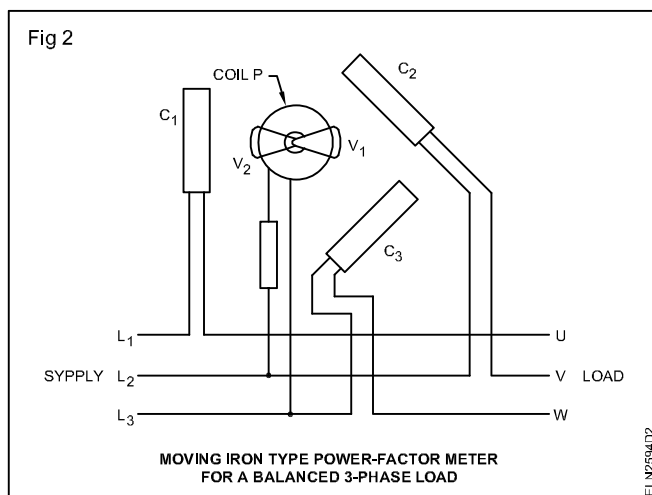 Fig 2
COIL P
C2
C1
V2
V1
C3
L1
U
SYPPLY L2
V LOAD
L3
W
MOVING IRON TYPE POWER-FACTOR METER
FOR A BALANCED 3-PHASE LOAD
ELN2594D2